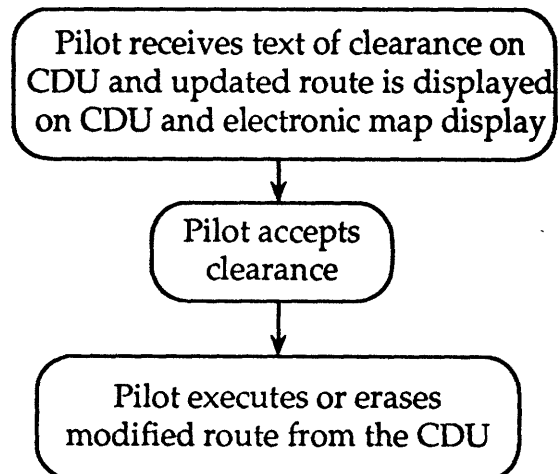 Pilot receives text of clearance on
CDU and updated route is displayed
on CDU and electronic map display
Pilot accepts
clearance
Pilot executes or erases
modified route from the CDU